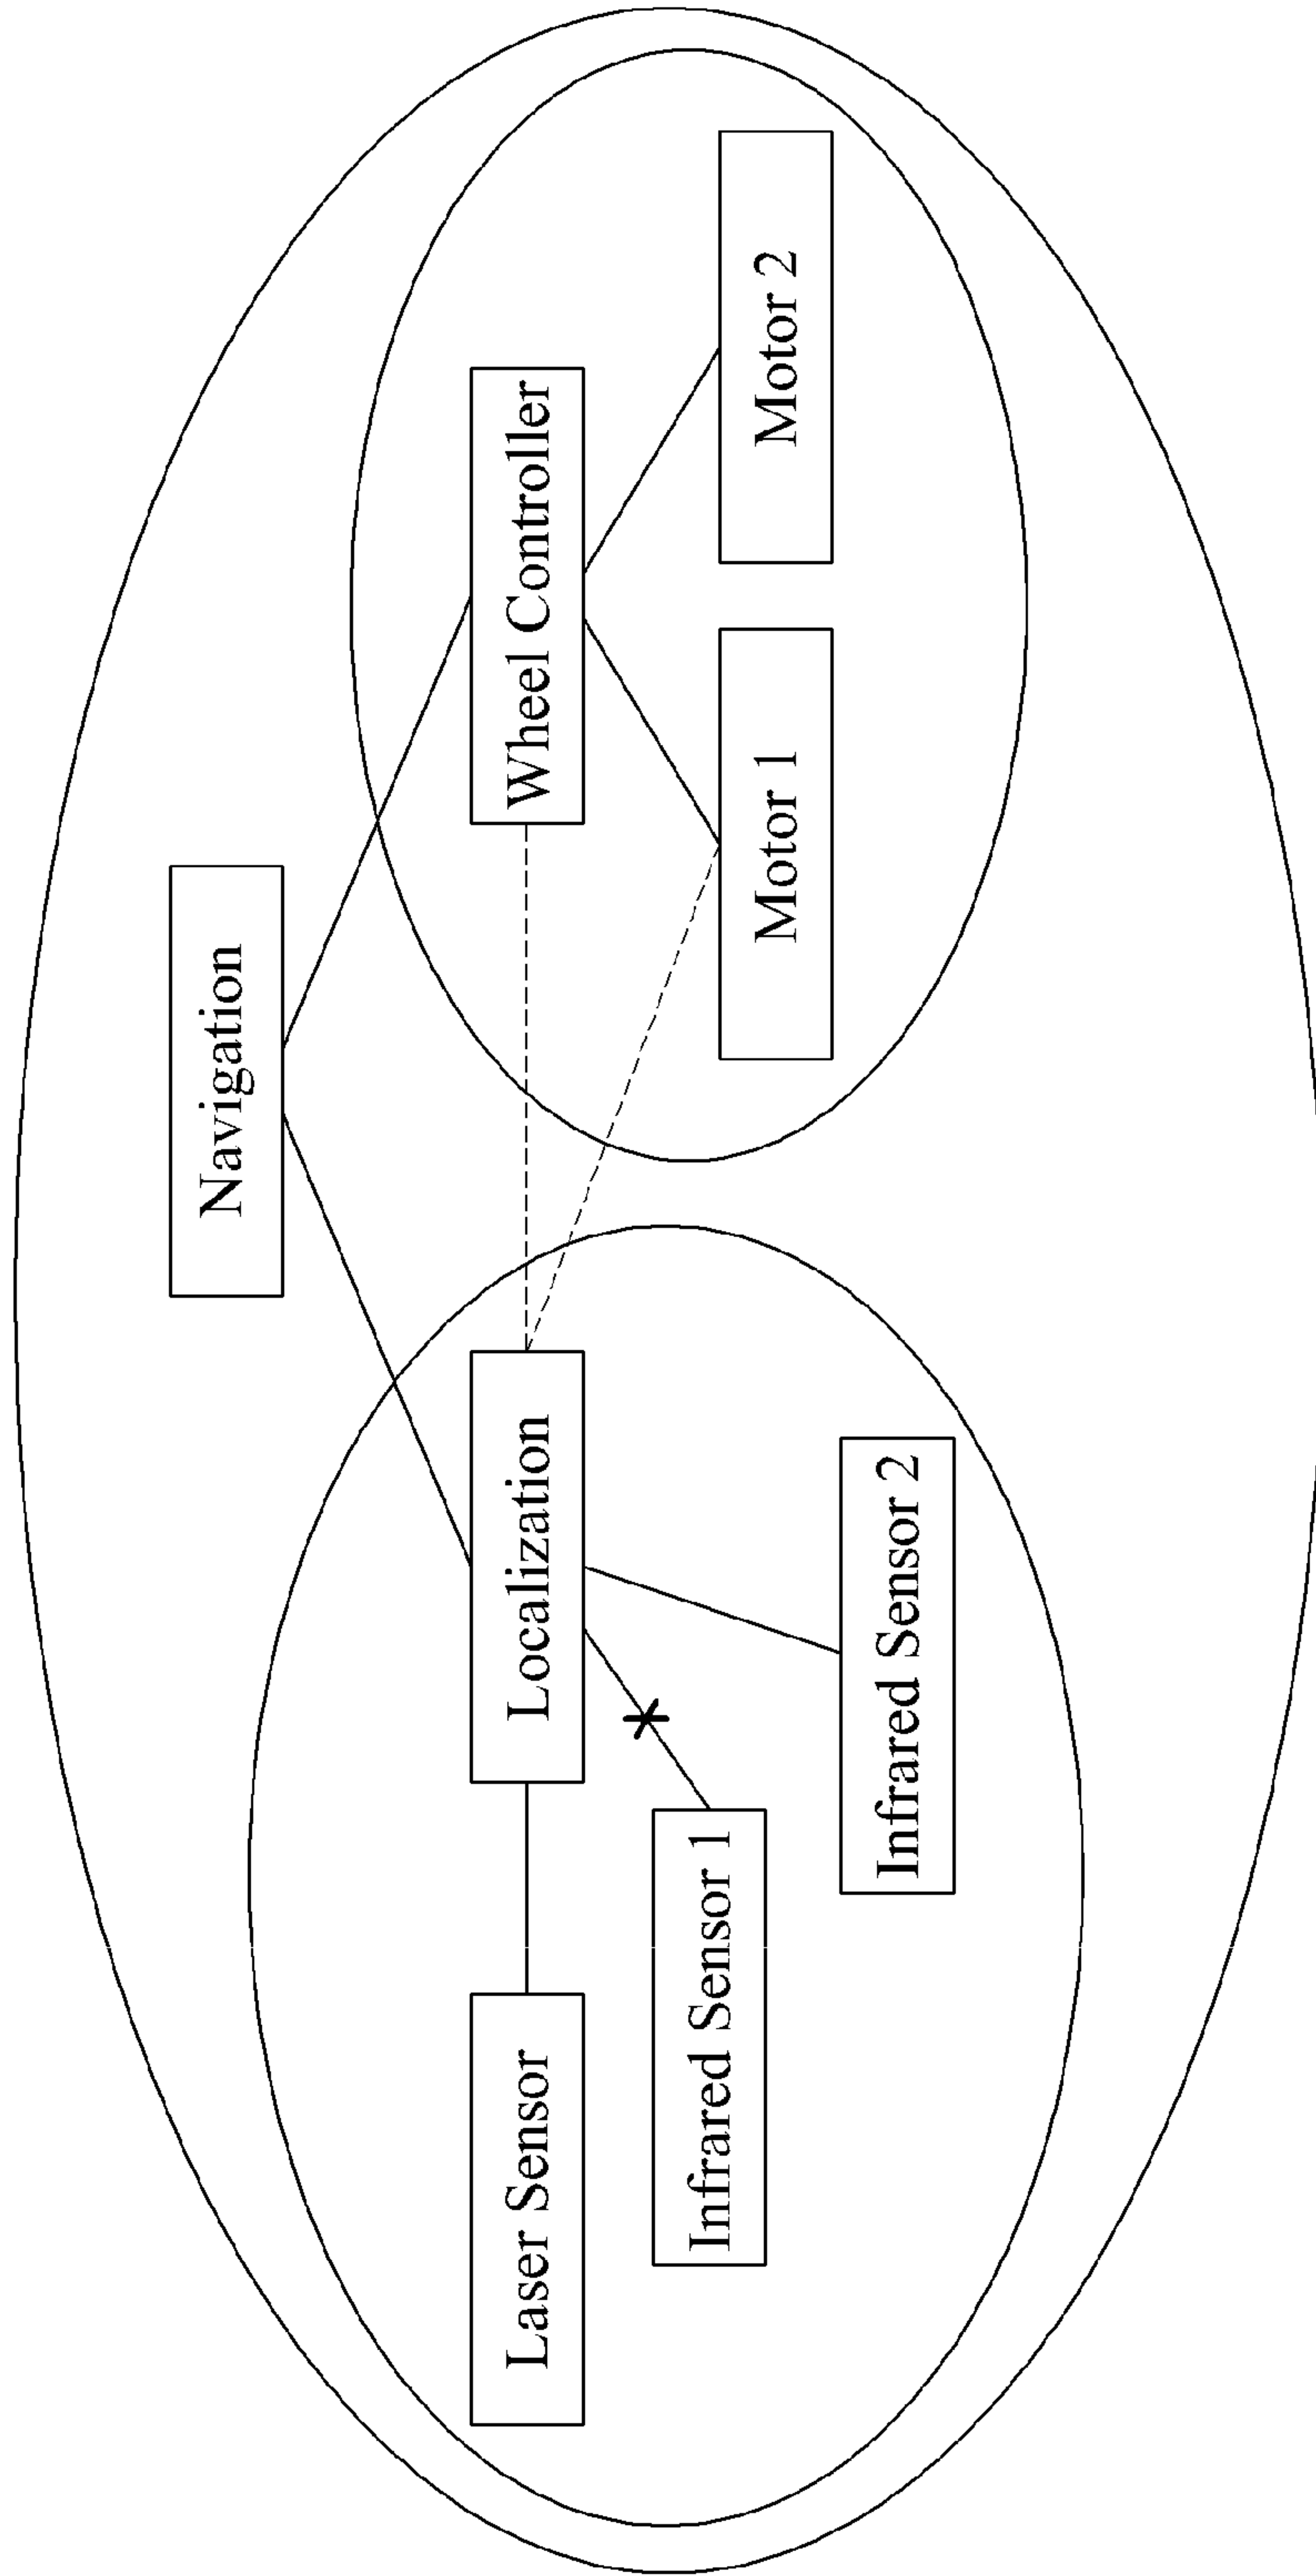 Navigation
Laser Sensor
Localization
Wheel Controller
Infrared Sensor 1
Motor 1
Motor 2
Infrared Sensor 2